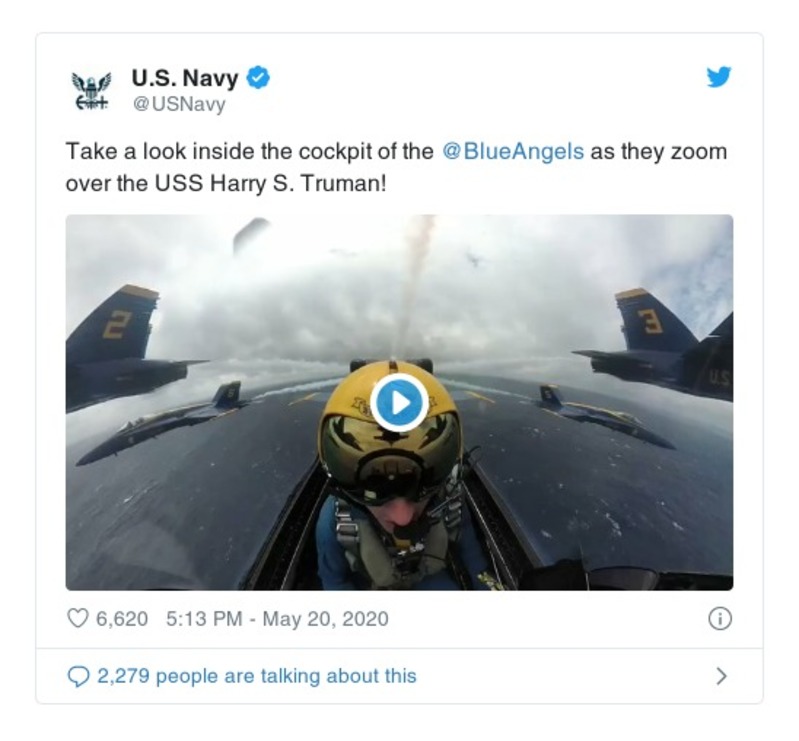 U.S. Navy
@USNavy
Take a look inside the cockpit of the @BlueAngels as they zoom
over the USS Harry S. Truman!
2
3
US
6,620 5:13 PM - May 20, 2020
2,279 people are talking about this